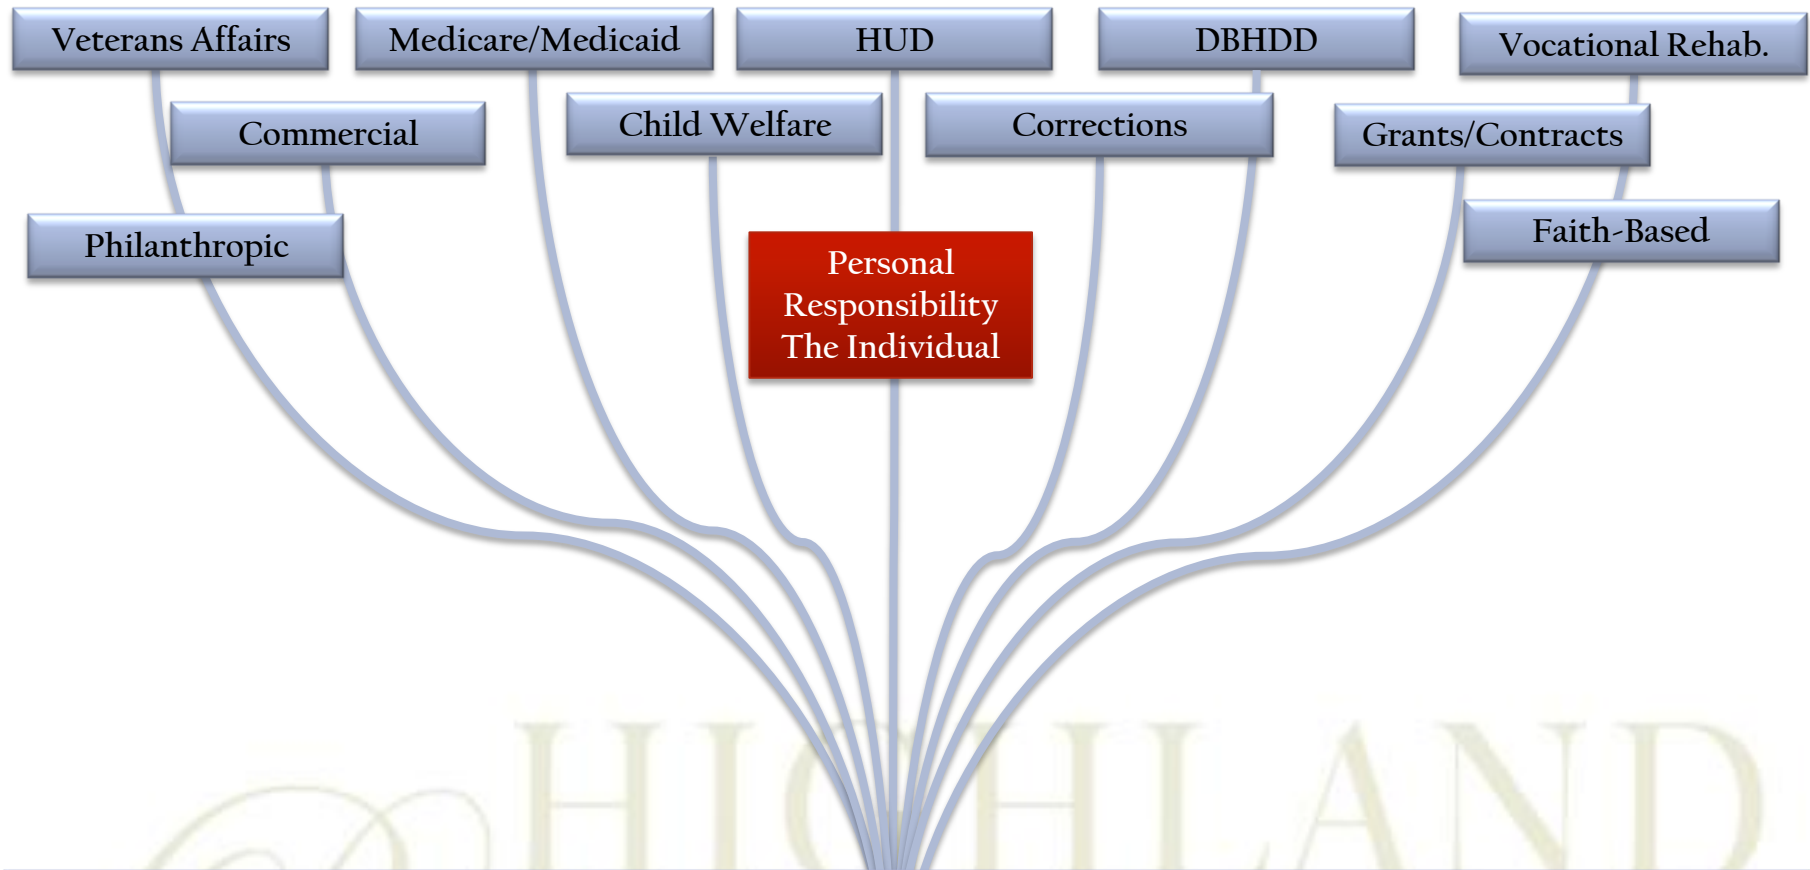 Veterans Affairs
Medicare/Medicaid
HUD
DBHDD
Vocational Rehab.
Commercial
Child Welfare
Corrections
Grants/Contracts
Philanthropic
Faith-Based
Personal
Responsibility
The Individual
HIGHLAND